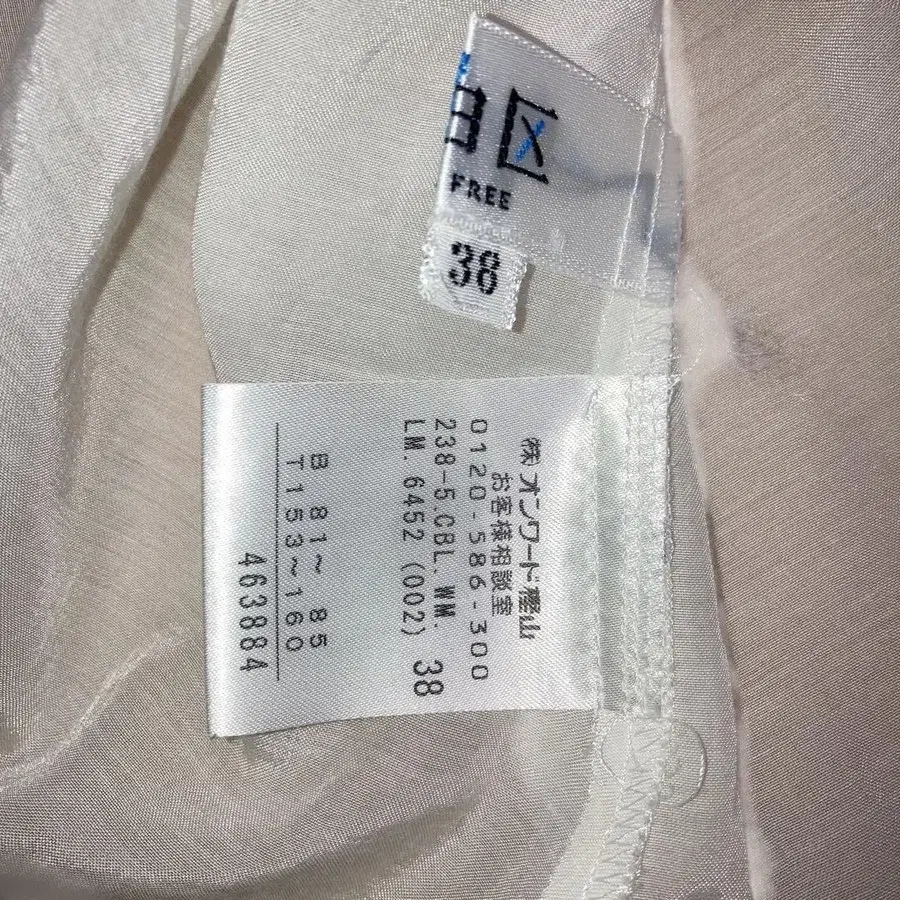 区
FREE
38
㈱オンワード樫山
お客様相談室
0120-586-300
238-5.CBL.WM.
LM.6452(002) 38
B 81～ 85
T153～160
463884